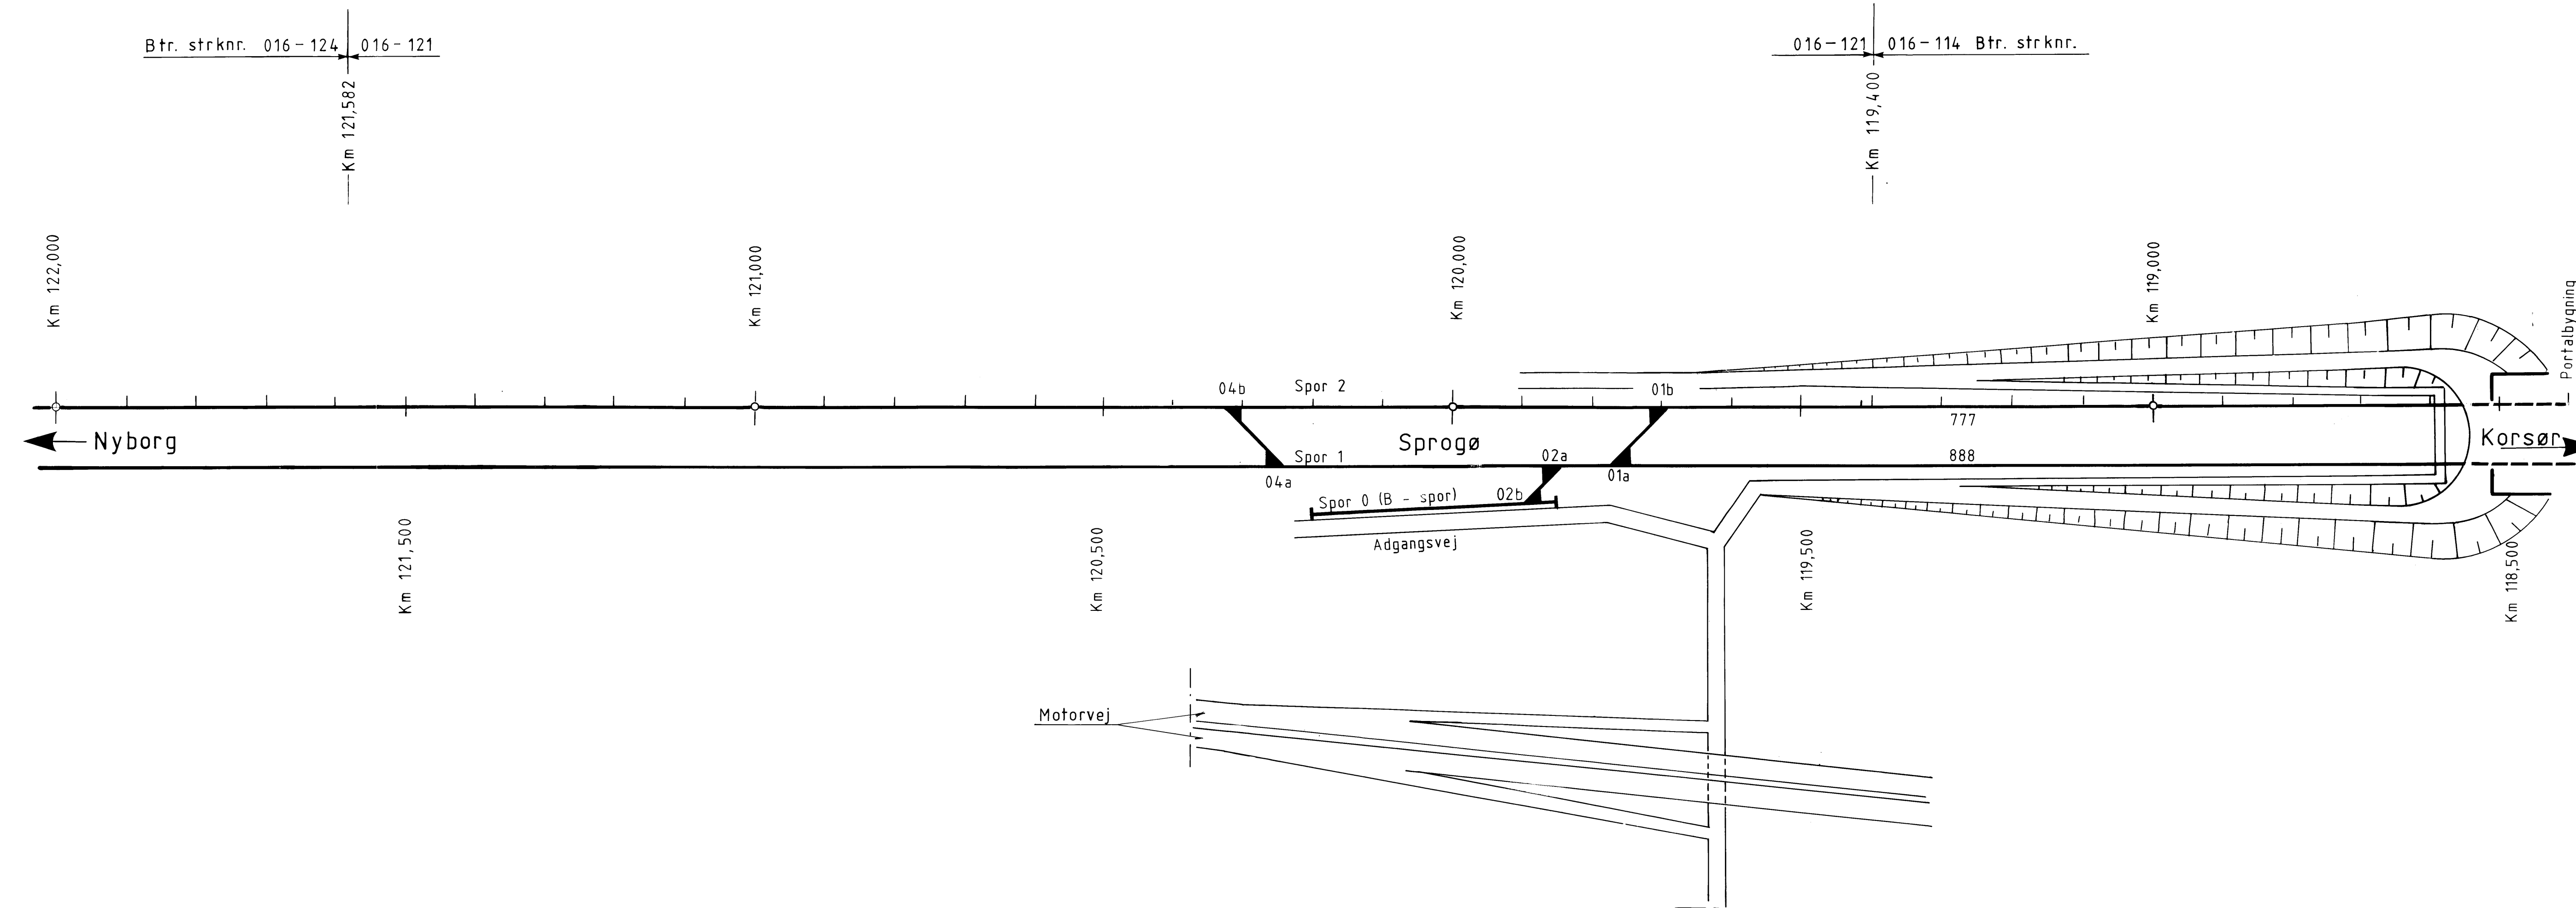 Btr. strknr. 016-124
016-121
016-121
016-114 Btr. strknr.
Km 121,582
Km 119,400
Km 122,000
Km 121,000
Km 120,000
Km 119,000
Portalbygning
04b
Spor 2
01b
777
Nyborg
Sprogø
Korsør
Spor 1
02a
888
04a
01a
Spor 0 (B - spor)
02b
Adgangsvej
Km 121,500
Km 120,500
Km 119,500
Km 118,500
Motorvej